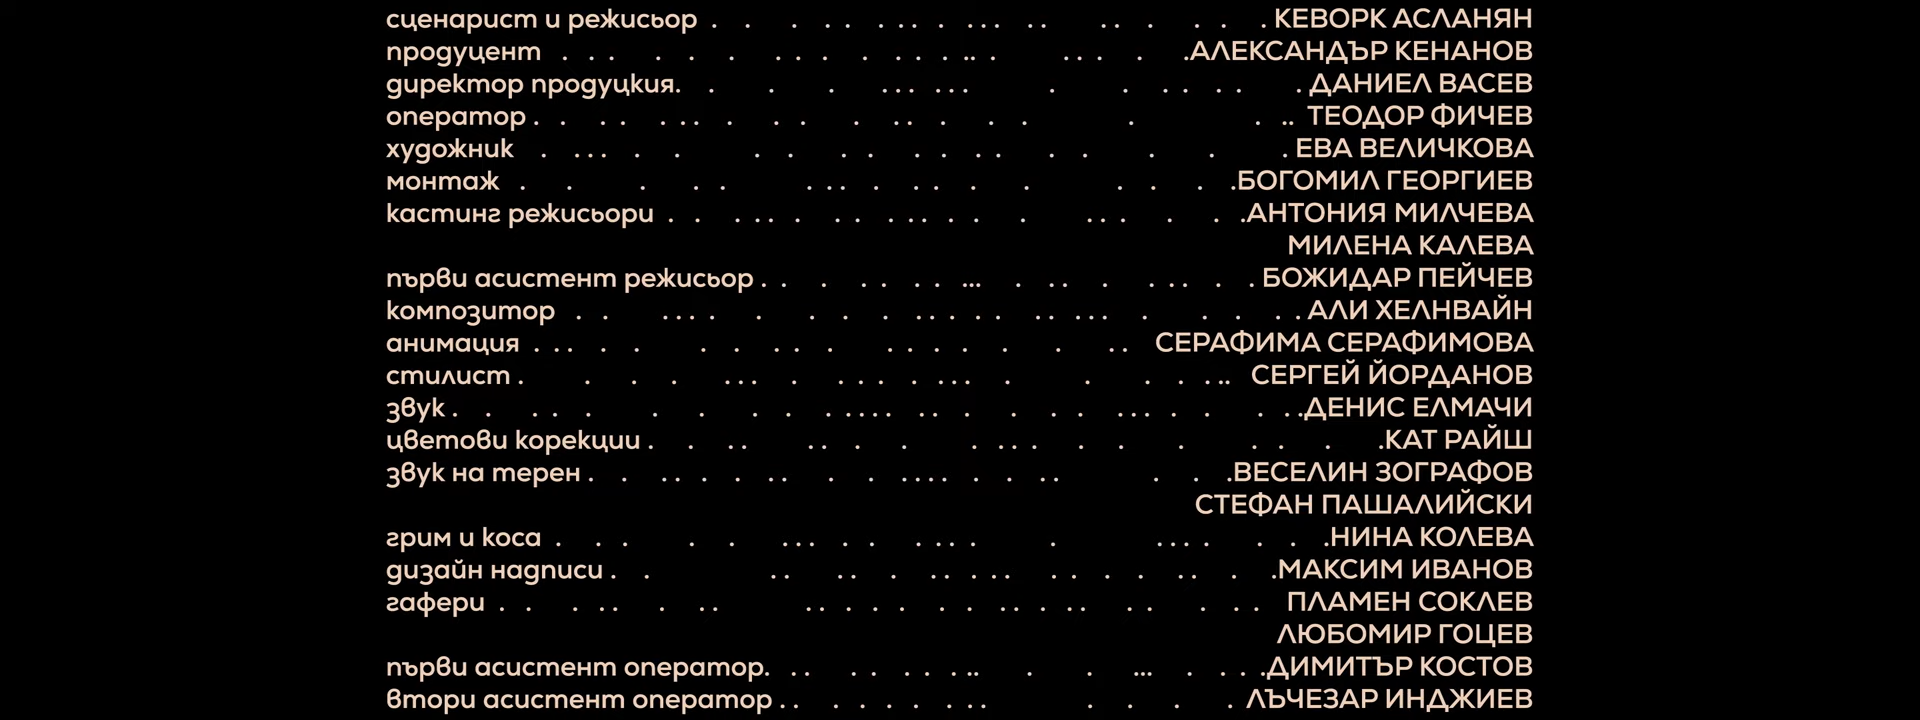 сценарист и режисьор . . . . . . . . . . . . . . . . . . . . . КЕВОРК АСЛАНЯН
продуцент . . . . . . . . . . . . . . . . . . . . . .АЛЕКСАНДЪР КЕНАНОВ
директор продуцкия. . . . . . . . . . . . . . . . . . ДАНИЕЛ ВАСЕВ
оператор . . . . . . . . . . . . . . . . . . . . .. ТЕОДОР ФИЧЕВ
художник . . . . . . . . . . . . . . . . . . . . . ЕВА ВЕЛИЧКОВА
монтаж . . . . . . . . . . . . . . . . . . .БОГОМИЛ ГЕОРГИЕВ
кастинг режисьори . . . . . . . . . . . . . . . . . . . . .АНТОНИЯ МИЛЧЕВА
МИЛЕНА КАЛЕВА
първи асистент режисьор . . . . . . . ... . . . . . . . . . . БОЖИДАР ПЕЙЧЕВ
композитор . . . . . . . . . . . . . . . . . . . . . . . . . АЛИ ХЕЛНВАЙН
анимация . . . . . . . . . . . . . . . . . . . СЕРАФИМА СЕРАФИМОВА
стилист . . . . . . . . . . . . . . . . . . . . .. СЕРГЕЙ ЙОРДАНОВ
звук . . . . . . . . . . . . . . . . . . . . . . . . . . .ДЕНИС ЕЛМАЧИ
цветови корекции . . . . . . . . . . . . . . . . . . .КАТ РАЙШ
звук на терен . . . . . . . . . . . . . . . . . . . . .ВЕСЕЛИН ЗОГРАФОВ
СТЕФАН ПАШАЛИЙСКИ
грим и коса . . . . . . . . . . . . . . . . . . . . .НИНА КОЛЕВА
дизайн надписи . . . . . . . . . . . . . . . . . . . .МАКСИМ ИВАНОВ
гафери . . . . . . . . . . . . . . . . . . . . . . . . ПЛАМЕН СОКЛЕВ
ЛЮБОМИР ГОЦЕВ
първи асистент оператор. . . . . . . . .. . . ... . . . .ДИМИТЪР КОСТОВ
втори асистент оператор . . . . . . . . . . . . . . ЛЪЧЕЗАР ИНДЖИЕВ